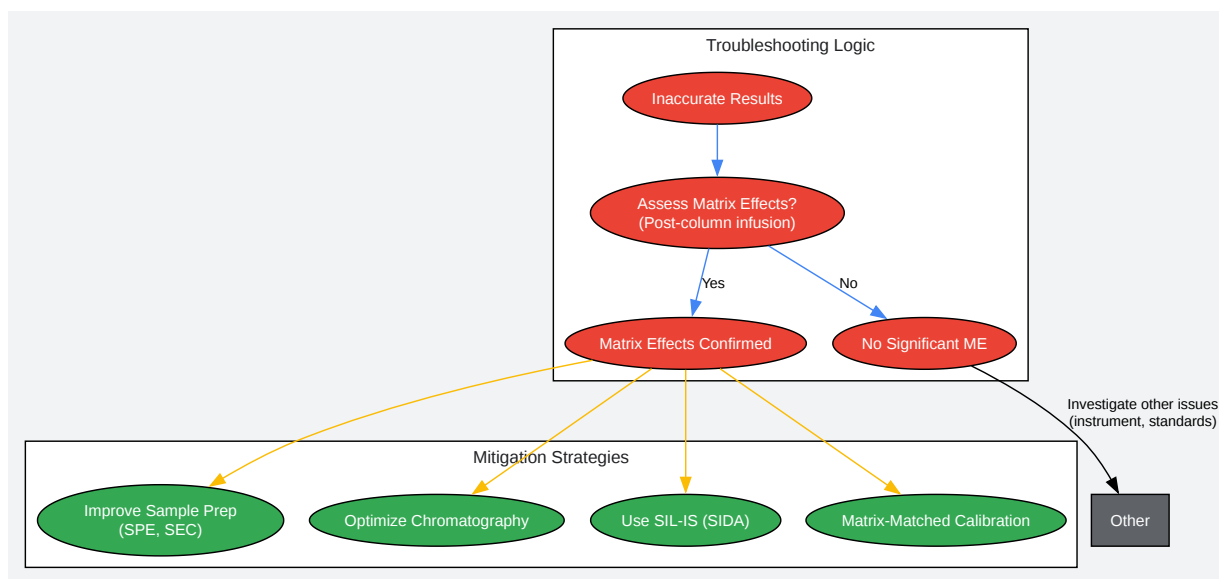 Troubleshooting Logic
Inaccurate Results
Assess Matrix Effects?
(Post-column infusion)
Yes
No
Matrix Effects Confirmed
No Significant ME
Investigate other issues
(instrument, standards)
Mitigation Strategies
Improve Sample Prep
(SPE, SEC)
Optimize Chromatography
Use SIL-IS (SIDA)
Matrix-Matched Calibration
Other